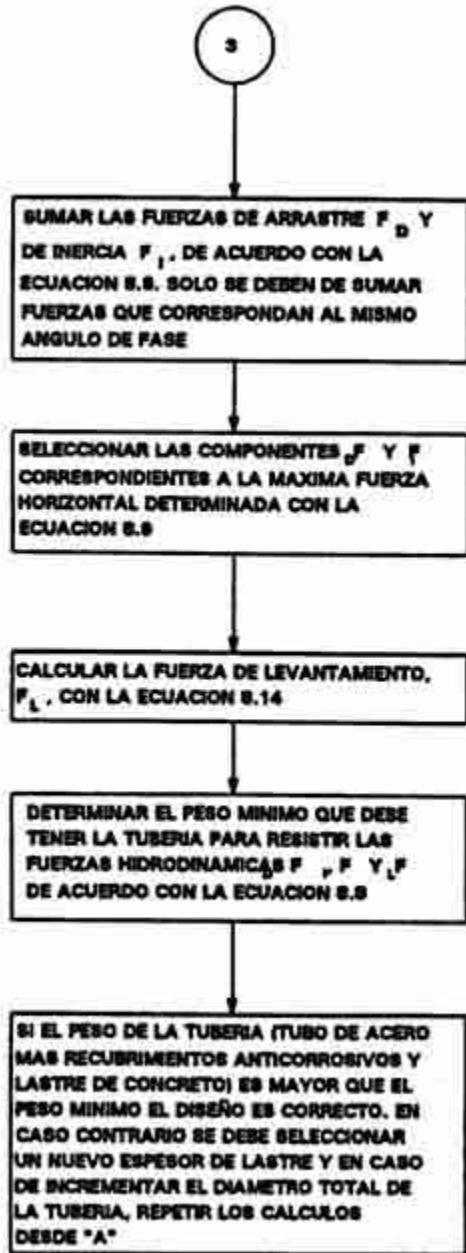 3
SUMAR LAS FUERZAS DE ARRASTRE F D Y
DE INERCIA F I , DE ACUERDO CON LA
ECUACION 8.8. SOLO SE DEBEN DE SUMAR
FUERZAS QUE CORRESPONDAN AL MISMO
ANGULO DE FASE
SELECCIONAR LAS COMPONENTES D F Y F I
CORRESPONDIENTES A LA MAXIMA FUERZA
HORIZONTAL DETERMINADA CON LA
ECUACION 8.8
CALCULAR LA FUERZA DE LEVANTAMIENTO,
F L , CON LA ECUACION 8.14
DETERMINAR EL PESO MINIMO QUE DEBE
TENER LA TUBERIA PARA RESISTIR LAS
FUERZAS HIDRODINAMICAS F , F Y L F
DE ACUERDO CON LA ECUACION 8.8
SI EL PESO DE LA TUBERIA (TUBO DE ACERO
MAS RECUBRIMIENTOS ANTICORROSIVOS Y
LASTRE DE CONCRETO) ES MAYOR QUE EL
PESO MINIMO EL DISEÑO ES CORRECTO. EN
CASO CONTRARIO SE DEBE SELECCIONAR
UN NUEVO ESPESOR DE LASTRE Y EN CASO
DE INCREMENTAR EL DIAMETRO TOTAL DE
LA TUBERIA, REPETIR LOS CALCULOS
DESDE "A"